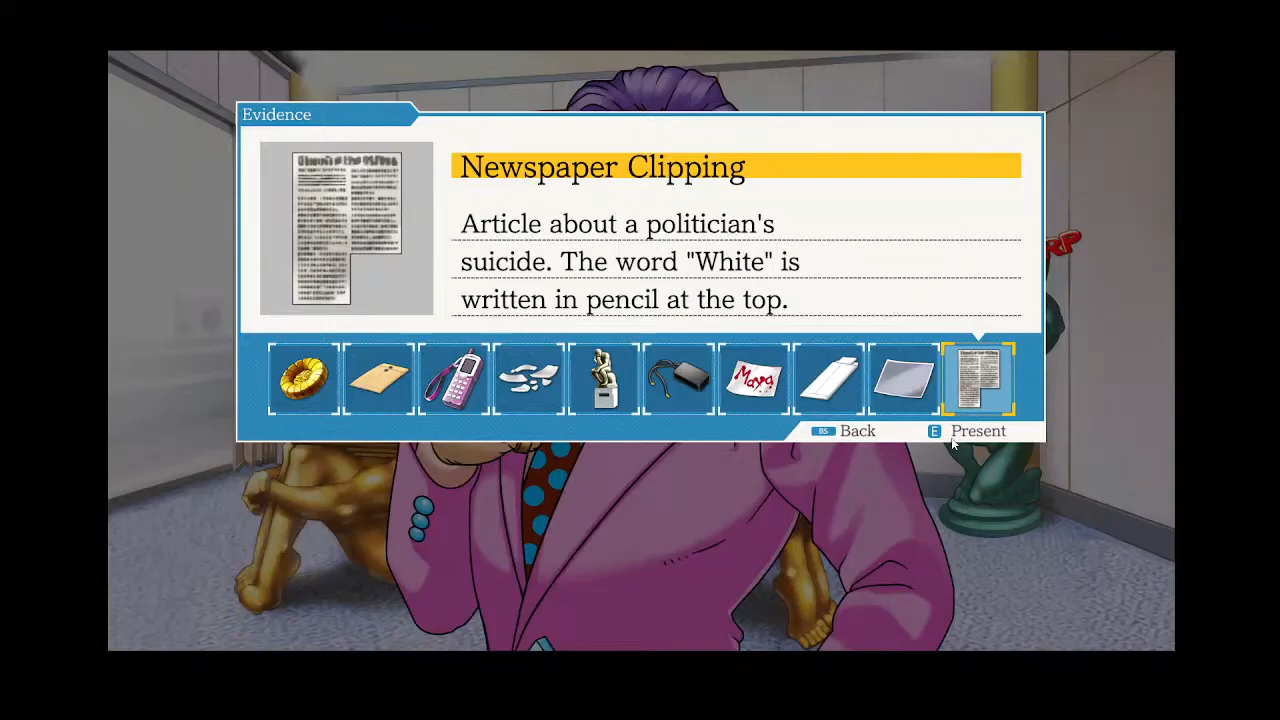 Evidence
Newspaper Clipping
Article about a politician's
suicide. The word "White" is
written in pencil at the top.
Maya
BS Back
E Present